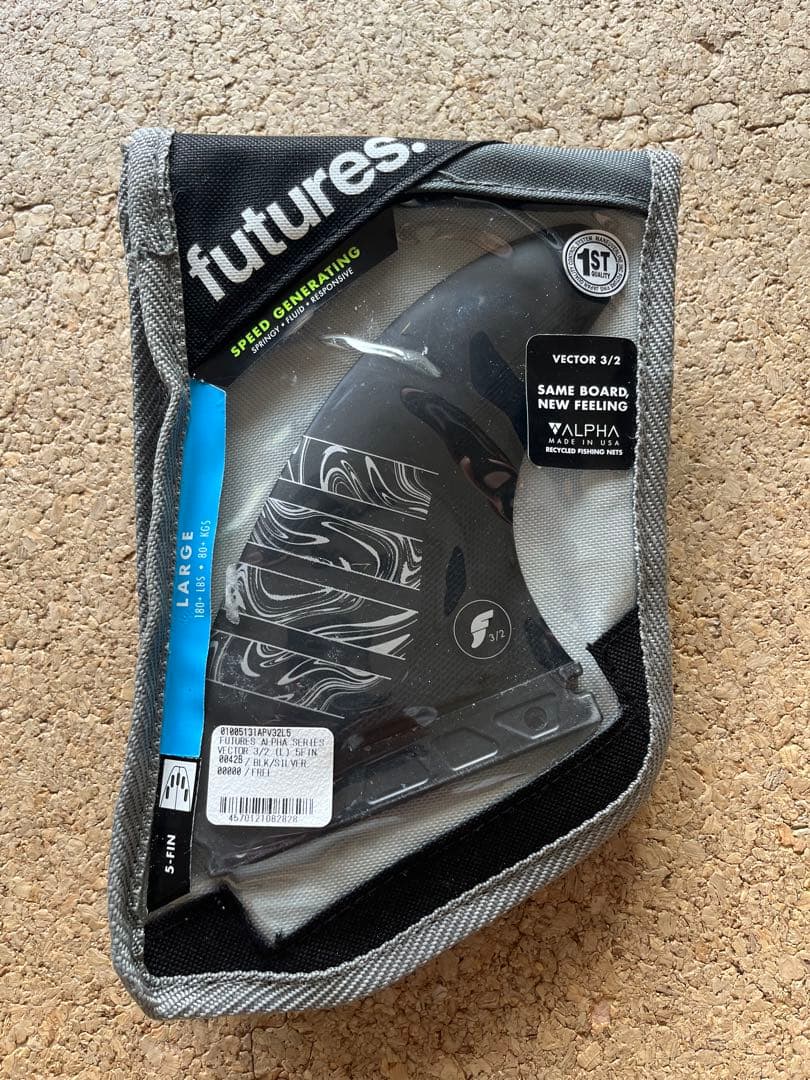 futures.
SPEED GENERATING
SPRINGY • FLUID • RESPONSIVE
1ST
QUALITY
VECTOR 3/2
SAME BOARD,
NEW FEELING
ALPHA
MADE IN USA
RECYCLED FISHING NETS
LARGE
180+ LBS • 80+ KGS
3/2
01005131APV32L5
FUTURES ALPHA SERIES
VECTOR 3/2 (L) 5FIN
0042B / BLK/SILVER
00000 / FREE
4570121082828
5-FIN